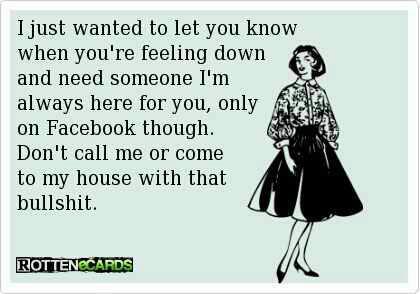 I just wanted to let you know
when you're feeling down
and need someone I'm
always here for you, only
on Facebook though.
Don't call me or come
to my house with that
bullshit.
ROTTENeCARDS